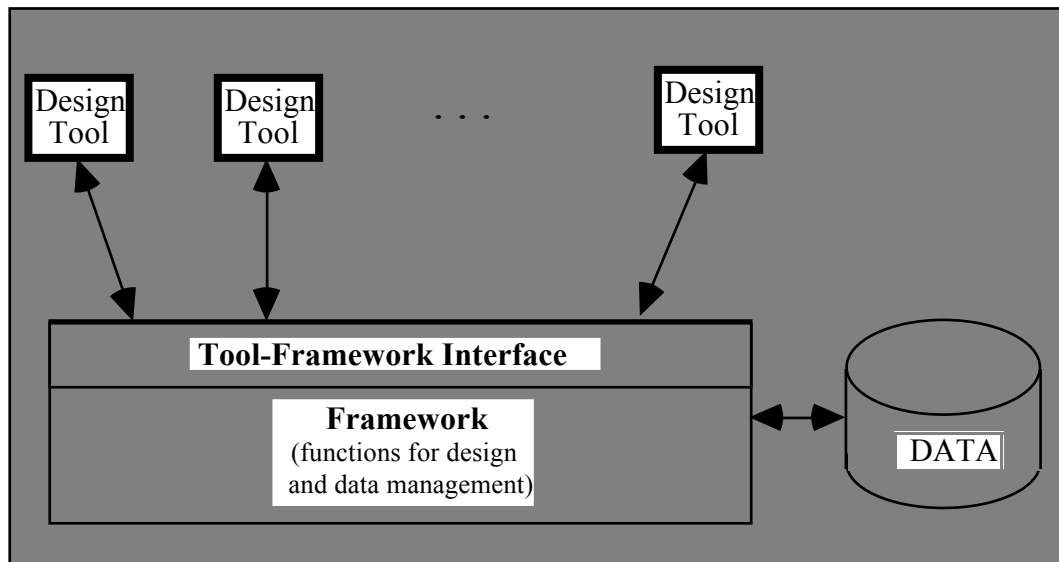 Design
Tool
Design
Tool
. . .
Design
Tool
Tool-Framework Interface
Framework
(functions for design
and data management)
DATA